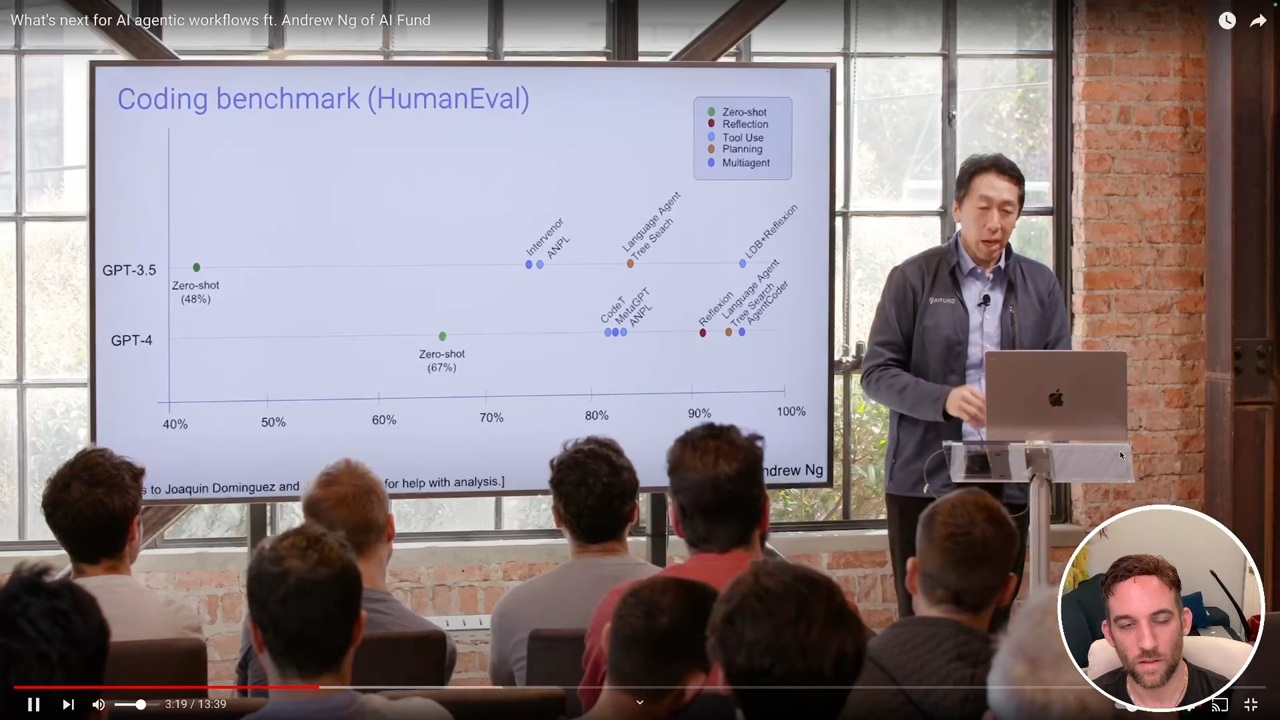 What's next for AI agentic workflows ft. Andrew Ng of AI Fund
Coding benchmark (HumanEval)
Zero-shot
Reflection
Tool Use
Planning
Multiagent
GPT-3.5
Zero-shot
(48%)
Intervenor
ANPL
Language Agent
Tree Seach
LDB+Reflexion
GPT-4
Zero-shot
(67%)
CodeT
MetaGPT
ANPL
Reflexion
Language Agent
Tree Search
AgentCoder
40%
50%
60%
70%
80%
90%
100%
to Joaquin Dominguez and for help with analysis.]
Ng
AI FUND
3:19 / 13:39